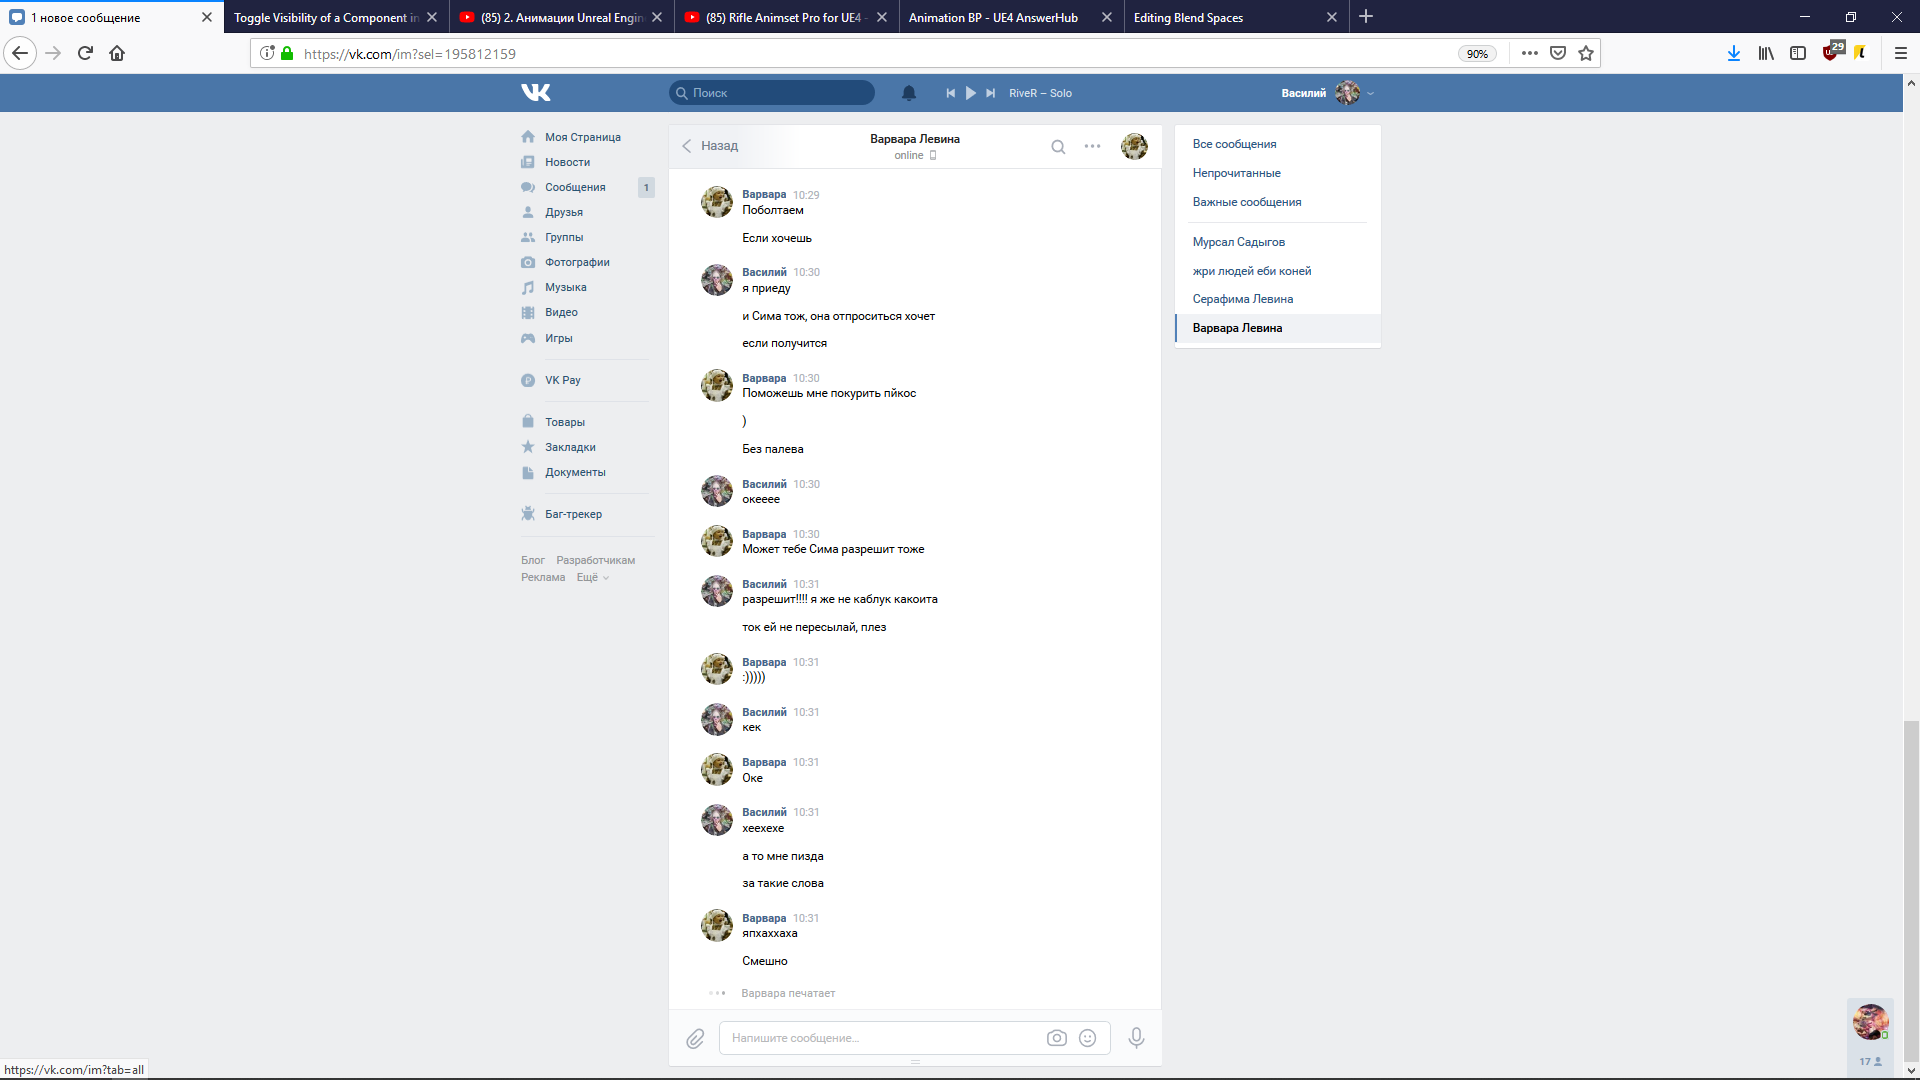 1 новое сообщение
Toggle Visibility of a Component in
(85) 2. Анимации Unreal Engin
(85) Rifle Animset Pro for UE4 -
Animation BP - UE4 AnswerHub
Editing Blend Spaces
https://vk.com/im?sel=195812159
90%
29
Поиск
RiveR – Solo
Василий
Моя Страница
Новости
Сообщения 1
Друзья
Группы
Фотографии
Музыка
Видео
Игры
VK Pay
Товары
Закладки
Документы
Баг-трекер
Блог Разработчикам
Реклама Ещё
Назад
Варвара Левина
online
Варвара 10:29
Поболтаем
Если хочешь
Василий 10:30
я приеду
и Сима тож, она отпроситься хочет
если получится
Варвара 10:30
Поможешь мне покурить пйкос
)
Без палева
Василий 10:30
океееe
Варвара 10:30
Может тебе Сима разрешит тоже
Василий 10:31
разрешит!!!! я же не каблук какоита
ток ей не пересылай, плез
Варвара 10:31
:)))))
Василий 10:31
кек
Варвара 10:31
Оке
Василий 10:31
хеехехе
а то мне пизда
за такие слова
Варвара 10:31
япхаххаха
Смешно
Варвара печатает
Напишите сообщение...
Все сообщения
Непрочитанные
Важные сообщения
Мурсал Садыгов
жри людей еби коней
Серафима Левина
Варвара Левина
17
https://vk.com/im?tab=all